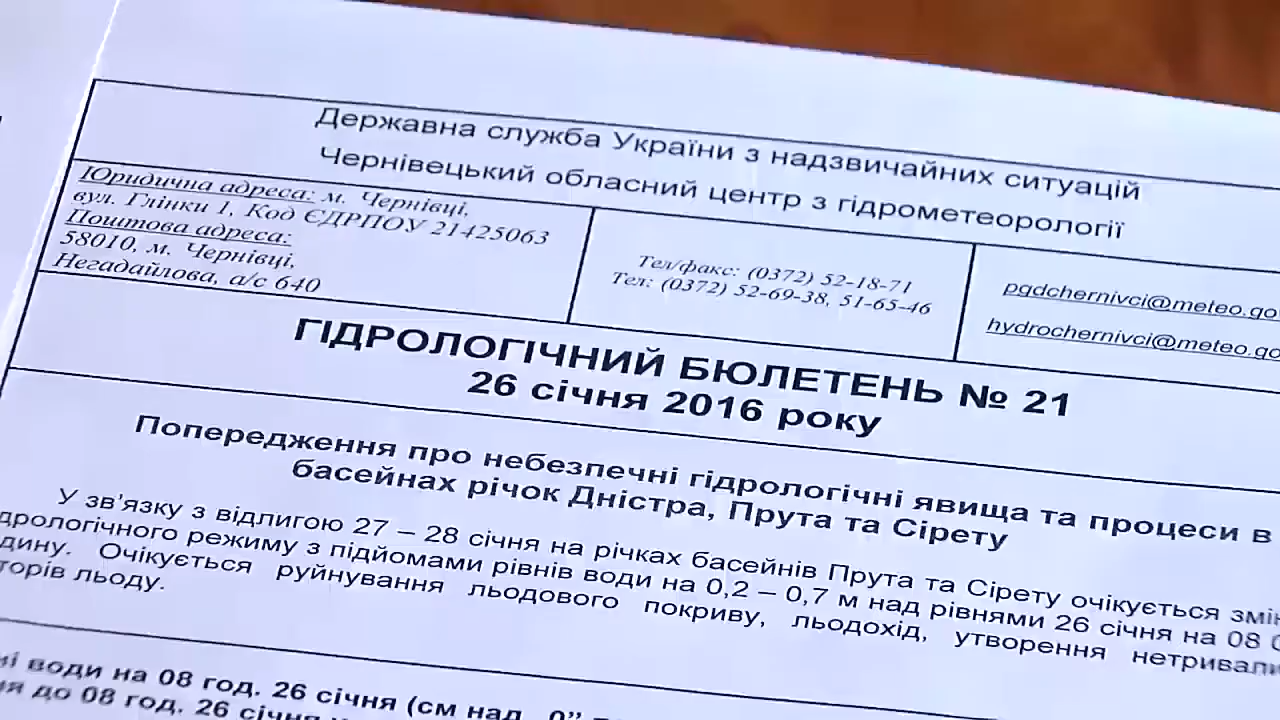 Державна служба України з надзвичайних ситуацій
Чернівецький обласний центр з гідрометеорології
Юридична адреса: м. Чернівці,
вул. Глінки 1, Код ЄДРПОУ 21425063
Поштова адреса:
58010, м. Чернівці,
Негадайлова, а/с 640
Тел/факс: (0372) 52-18-71
Тел: (0372) 52-69-38, 51-65-46
pgdchernivci@meteo.go
hydrochernivci@meteo.go
ГІДРОЛОГІЧНИЙ БЮЛЕТЕНЬ № 21
26 січня 2016 року
Попередження про небезпечні гідрологічні явища та процеси в
басейнах річок Дністра, Прута та Сірету
У зв’язку з відлигою 27 – 28 січня на річках басейнів Прута та Сірету очікується змін
дрологічного режиму з підйомами рівнів води на 0,2 – 0,7 м над рівнями 26 січня на 08
дину. Очікується руйнування льодового покриву, льодохід, утворення нетривали
торів льоду.
ні води на 08 год. 26 січня (см над „0”
ня до 08 год. 26 січня